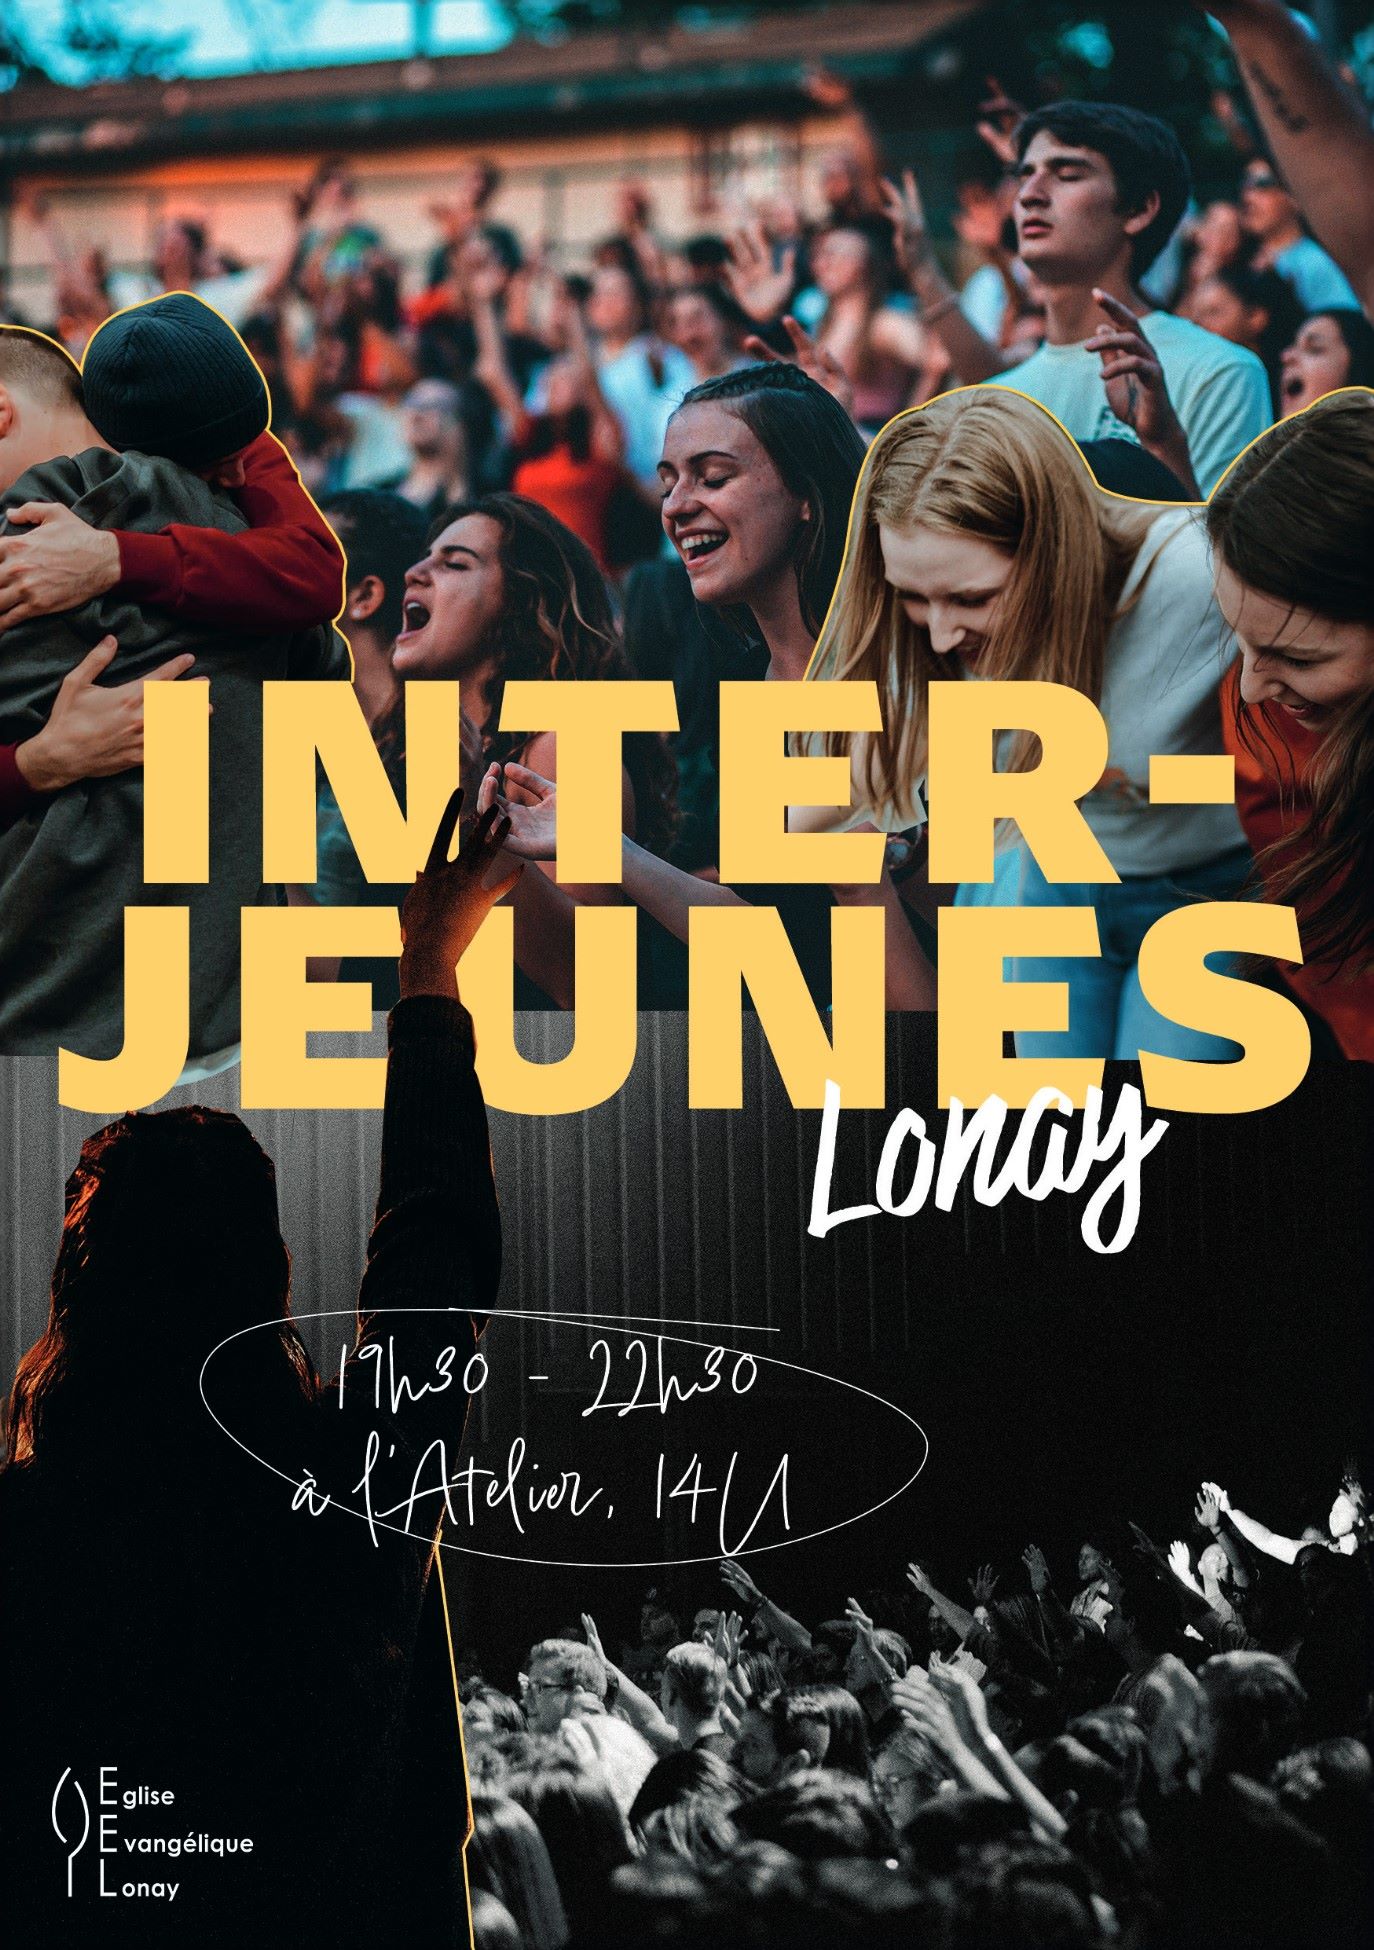 INTER-
JEUNES
Lonay
19h30 - 22h30
à l'Atelier, 14U
Eglise
Evangélique
Lonay